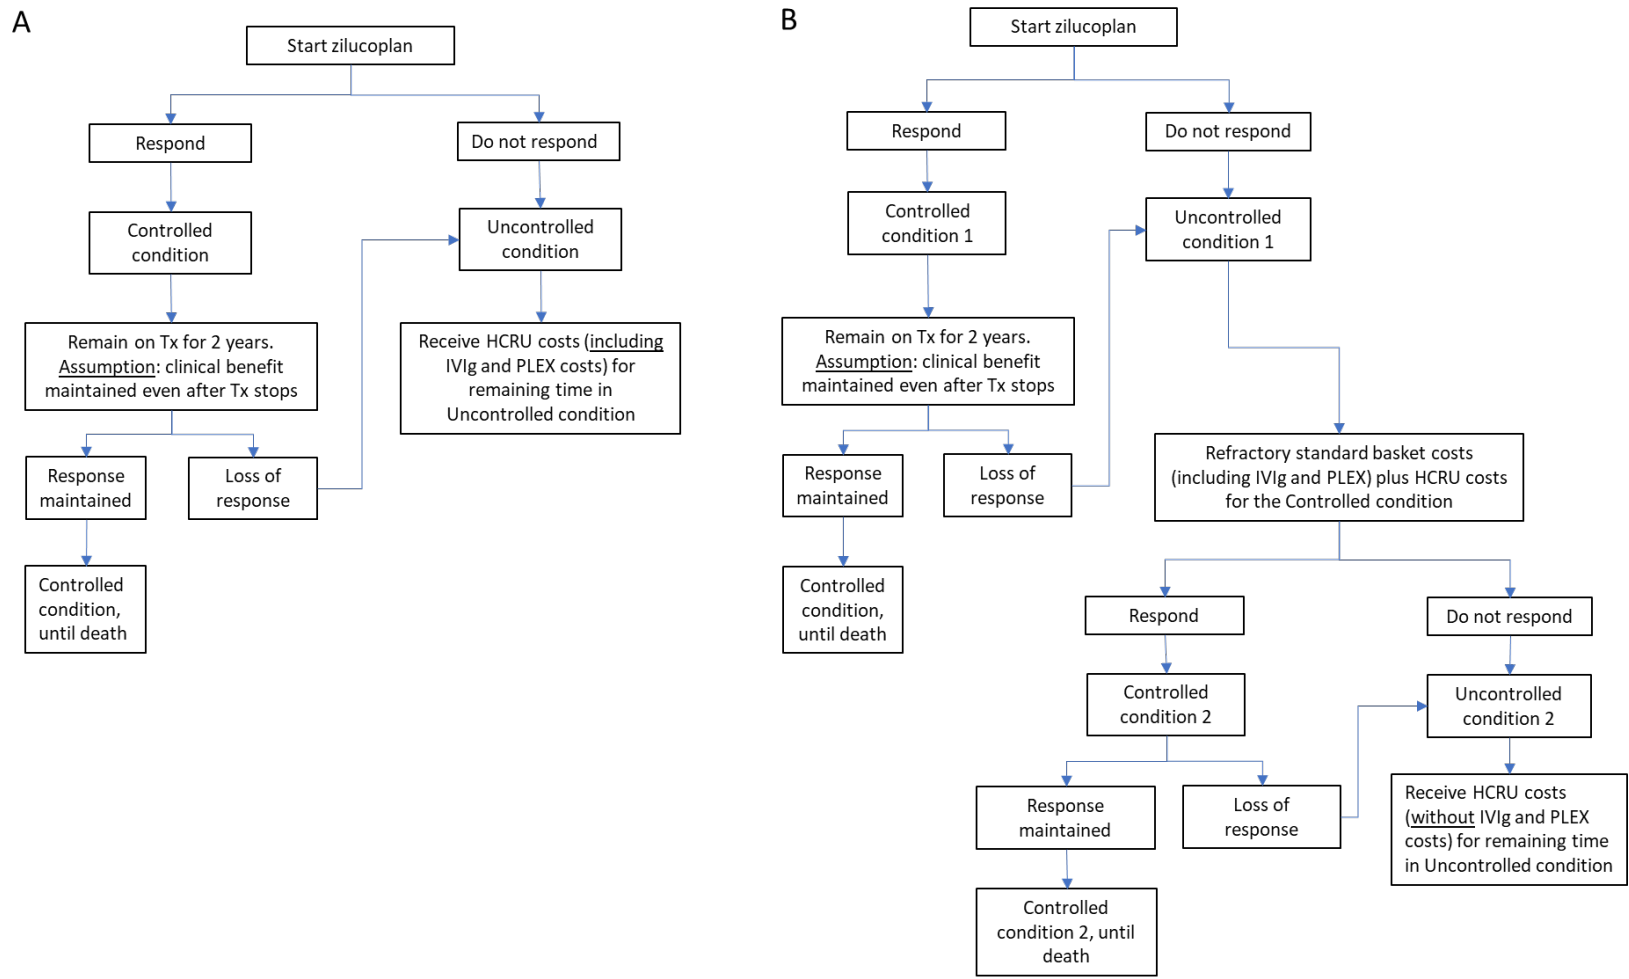 A
Start zilucoplan
Respond
Do not respond
Controlled
condition
Uncontrolled
condition
Remain on Tx for 2 years.
Assumption: clinical benefit
maintained even after Tx stops
Receive HCRU costs (including
IVIg and PLEX costs) for
remaining time in
Uncontrolled condition
Response
maintained
Loss of
response
Controlled
condition,
until death
B
Start zilucoplan
Respond
Do not respond
Controlled
condition 1
Uncontrolled
condition 1
Remain on Tx for 2 years.
Assumption: clinical benefit
maintained even after Tx stops
Response
maintained
Loss of
response
Controlled
condition,
until death
Refractory standard basket costs
(including IVIg and PLEX) plus HCRU costs
for the Controlled condition
Respond
Do not respond
Controlled
condition 2
Uncontrolled
condition 2
Response
maintained
Loss of
response
Receive HCRU costs
(without IVIg and PLEX
costs) for remaining time
in Uncontrolled condition
Controlled
condition 2, until
death